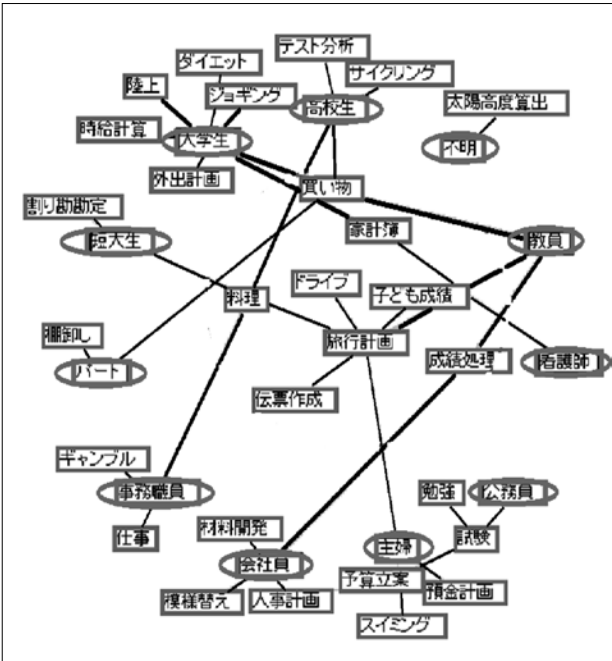 テスト分析
ダイエット
サイクリング
陸上
ジョギング
高校生
太陽高度算出
時給計算
大学生
不明
外出計画
買い物
割り勘勘定
家計簿
短大生
教員
ドライブ
料理
子ども成績
棚卸し
旅行計画
成績処理
看護師
パート
伝票作成
ギャンブル
事務職員
勉強
公務員
仕事
材料開発
試験
主婦
会社員
予算立案
模様替え
人事計画
預金計画
スイミング